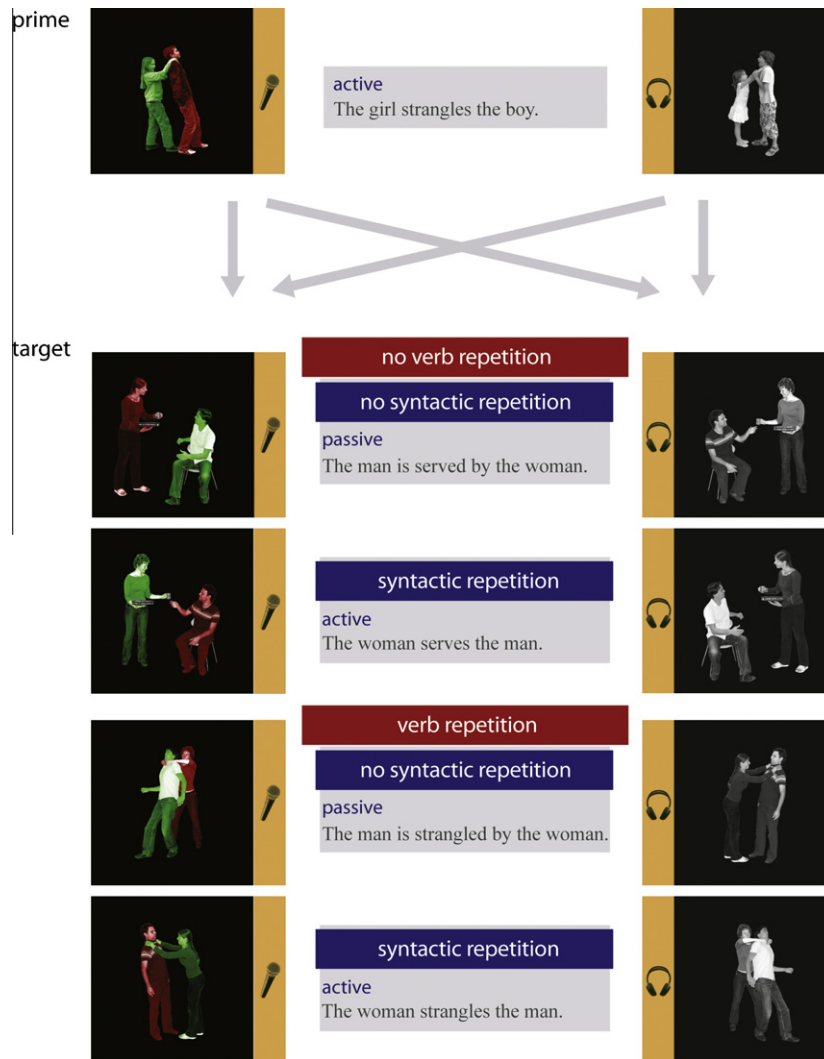 prime
active
The girl strangles the boy.
target
no verb repetition
no syntactic repetition
passive
The man is served by the woman.
syntactic repetition
active
The woman serves the man.
verb repetition
no syntactic repetition
passive
The man is strangled by the woman.
syntactic repetition
active
The woman strangles the man.